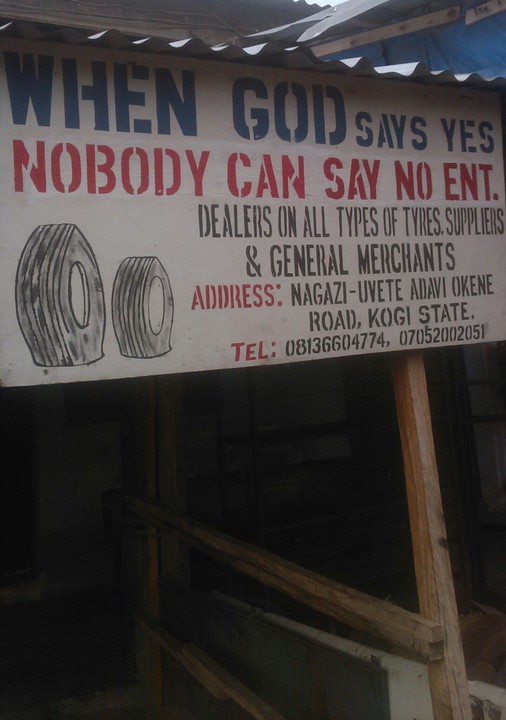 WHEN GOD SAYS YES
NOBODY CAN SAY NO ENT.
DEALERS ON ALL TYPES OF TYRES, SUPPLIERS
& GENERAL MERCHANTS
ADDRESS: NAGAZI-UVETE ADAVI OKENE
ROAD, KOGI STATE.
TEL: 08136604774, 07052002051